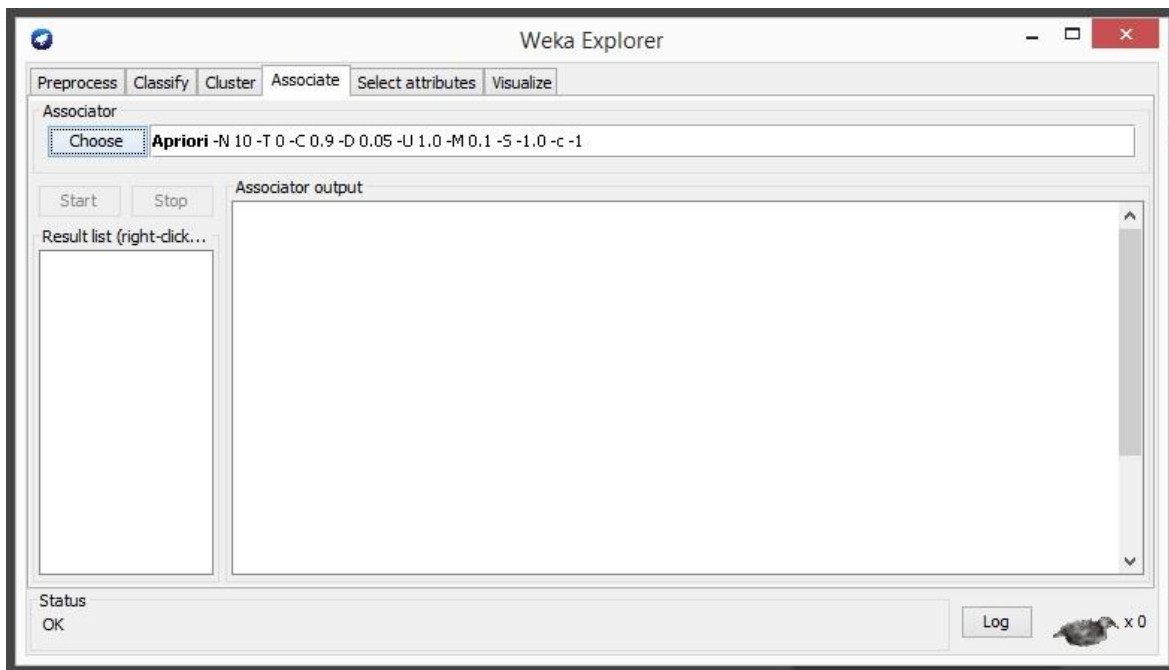 Weka Explorer
Preprocess Classify Cluster Associate Select attributes Visualize
Associator
Choose Apriori -N 10 -T 0 -C 0.9 -D 0.05 -U 1.0 -M 0.1 -S -1.0 -c -1
Start Stop
Associator output
Result list (right-click...
Status
OK
Log x 0